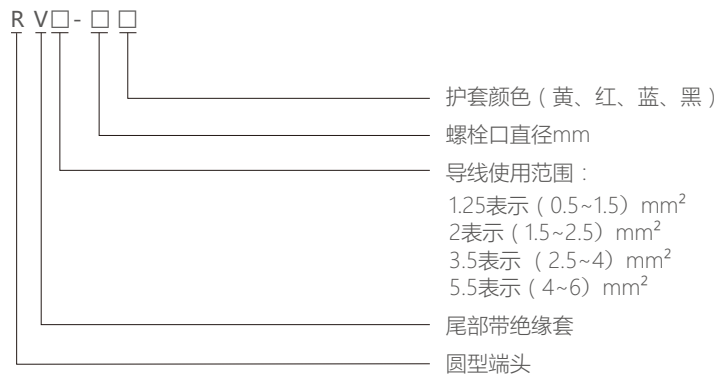 R V□-□ □
护套颜色（黄、红、蓝、黑）
螺栓口直径mm
导线使用范围：
1.25表示（0.5~1.5）mm²
2表示（1.5~2.5）mm²
3.5表示 （2.5~4）mm²
5.5表示（4~6）mm²
尾部带绝缘套
圆型端头